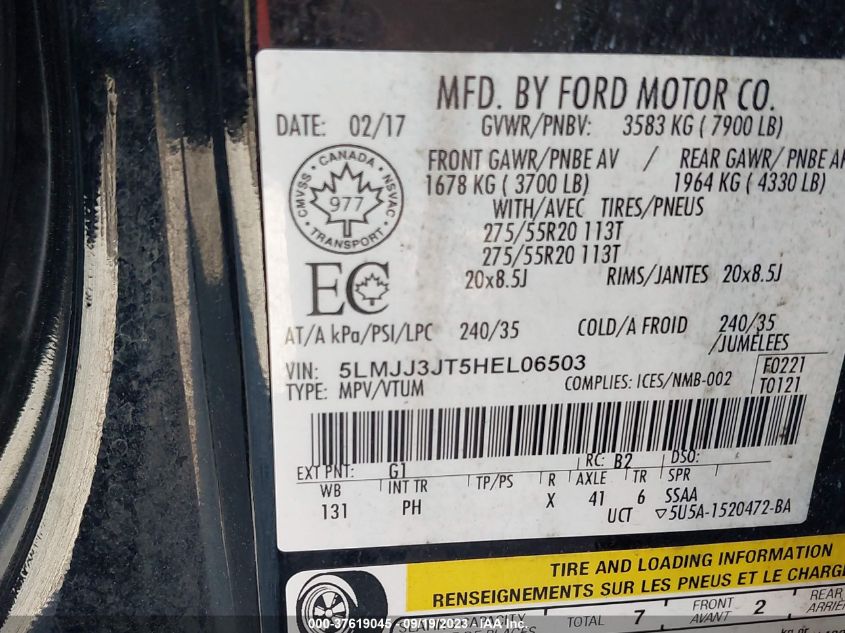 MFD. BY FORD MOTOR CO.
DATE: 02/17 GVWR/PNBV: 3583 KG ( 7900 LB)
FRONT GAWR/PNBE AV / REAR GAWR/ PNBE AR
1678 KG ( 3700 LB) 1964 KG ( 4330 LB)
WITH/AVEC TIRES/PNEUS
275/55R20 113T
275/55R20 113T
20x8.5J RIMS/JANTES 20x8.5J
CMVSS • CANADA • NSVAC
977
TRANSPORT
EC
AT/A kPa/PSI/LPC 240/35 COLD/A FROID 240/35
/JUMELEES
VIN: 5LMJJ3JT5HEL06503
TYPE: MPV/VTUM COMPLIES: ICES/NMB-002
F0221
T0121
EXT PNT: G1 RC: B2 DSO:
WB INT TR TP/PS R AXLE TR SPR
131 PH X 41 6 SSAA
UCT ▽5U5A-1520472-BA
TIRE AND LOADING INFORMATION
RENSEIGNEMENTS SUR LES PNEUS ET LE CHARGE
TOTAL 7 FRONT AVANT 2 REAR ARRIÈRE
000-37619045 - 09/19/2023 - IAA Inc.